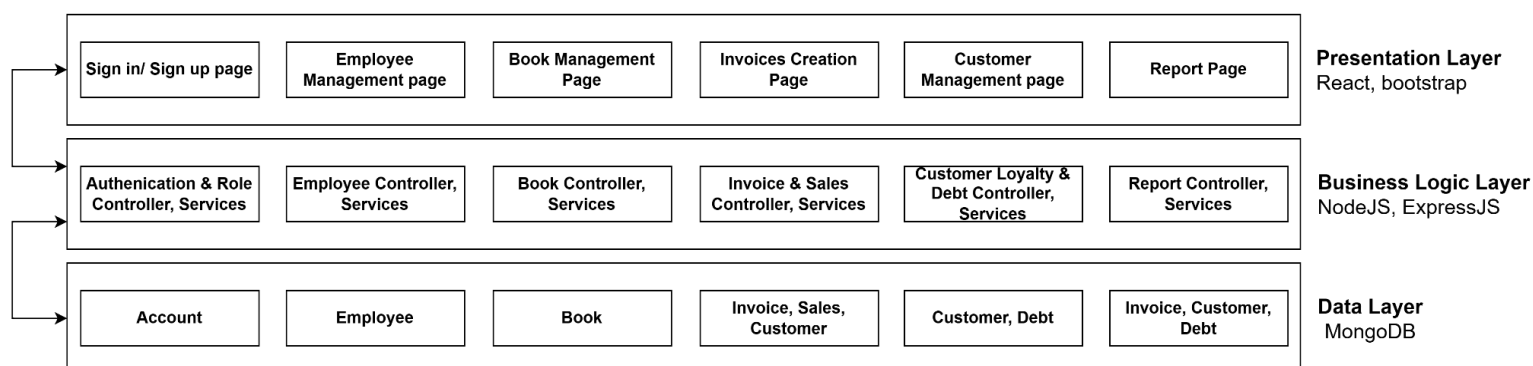 Sign in/ Sign up page
Employee
Management page
Book Management
Page
Invoices Creation
Page
Customer
Management page
Report Page
Presentation Layer
React, bootstrap
Authenication & Role
Controller, Services
Employee Controller,
Services
Book Controller,
Services
Invoice & Sales
Controller, Services
Customer Loyalty &
Debt Controller,
Services
Report Controller,
Services
Business Logic Layer
NodeJS, ExpressJS
Account
Employee
Book
Invoice, Sales,
Customer
Customer, Debt
Invoice, Customer,
Debt
Data Layer
MongoDB